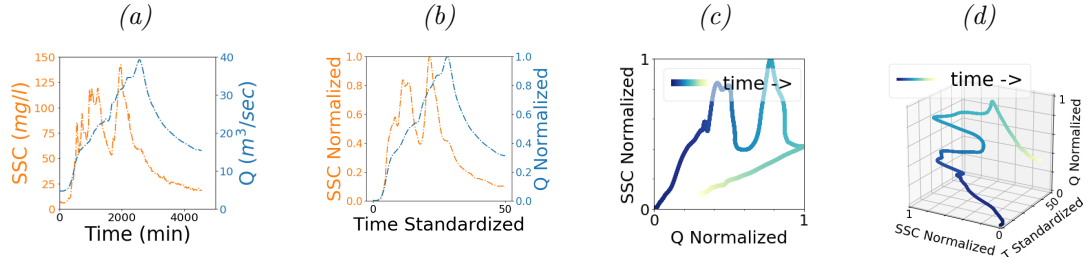 (a)
150
125
100
75
50
25
0
SSC (mg/l)
40
30
20
10
0
Q (m³/sec)
0 2000 4000
Time (min)
(b)
1.0
0.8
0.6
0.4
0.2
0.0
SSC Normalized
1.0
0.8
0.6
0.4
0.2
0.0
Q Normalized
0 50
Time Standardized
(c)
1
0
SSC Normalized
time ->
0 1
Q Normalized
(d)
time ->
1
0
Q Normalized
50
0
T Standardized
1
0
SSC Normalized